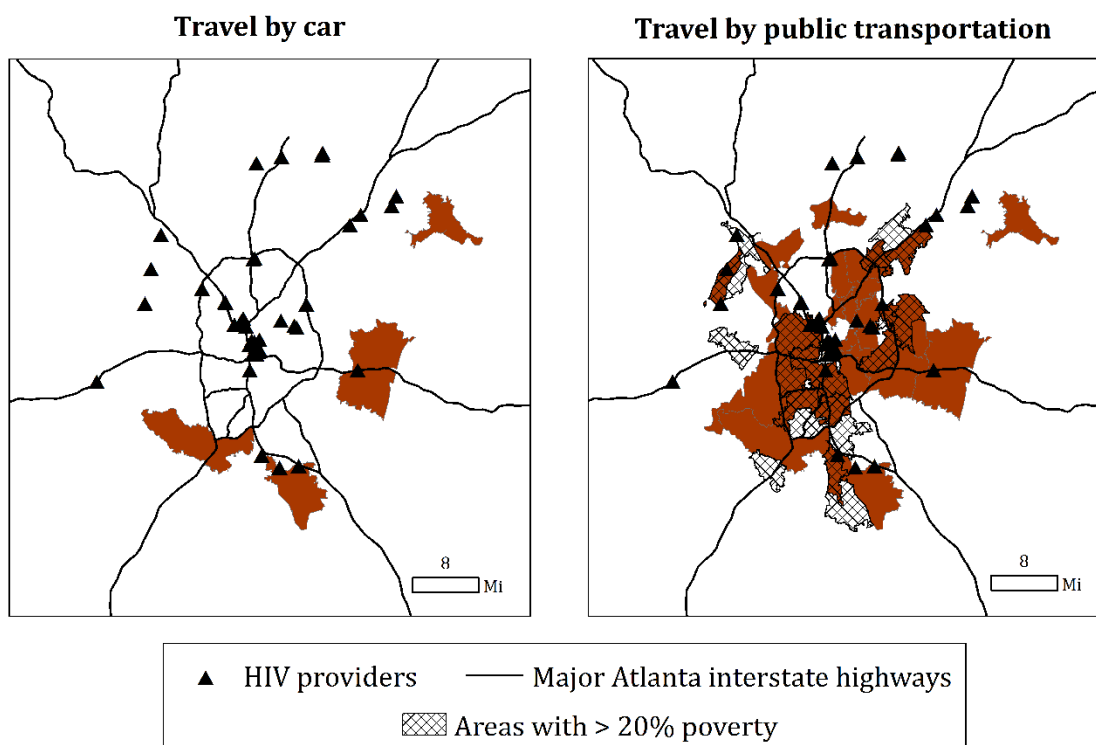 Travel by car
Travel by public transportation
8
Mi
8
Mi
HIV providers
Major Atlanta interstate highways
Areas with > 20% poverty